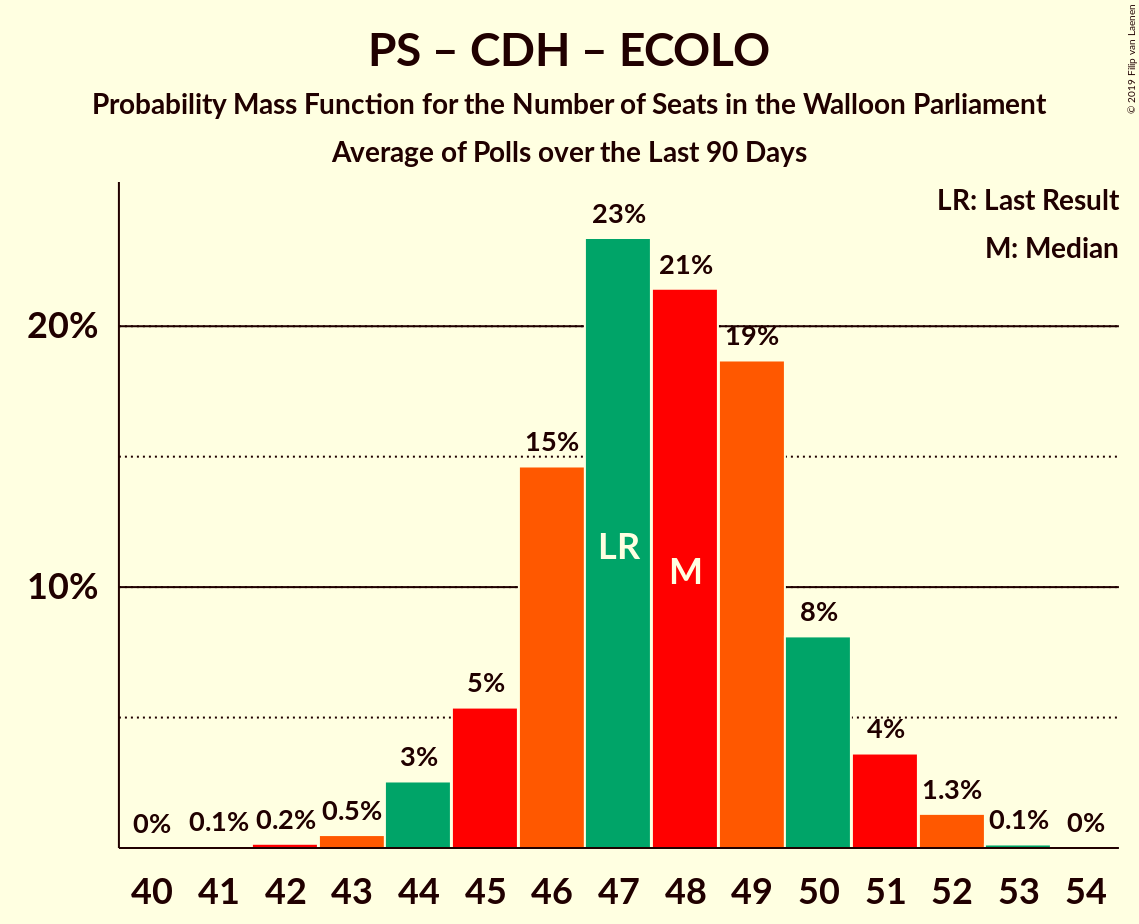 PS – CDH – ECOLO
Probability Mass Function for the Number of Seats in the Walloon Parliament
Average of Polls over the Last 90 Days
© 2019 Filip van Laenen
LR: Last Result
M: Median
20%
10%
0%
0.1%
0.2%
0.5%
3%
5%
15%
23%
21%
19%
8%
4%
1.3%
0.1%
0%
LR
M
40 41 42 43 44 45 46 47 48 49 50 51 52 53 54